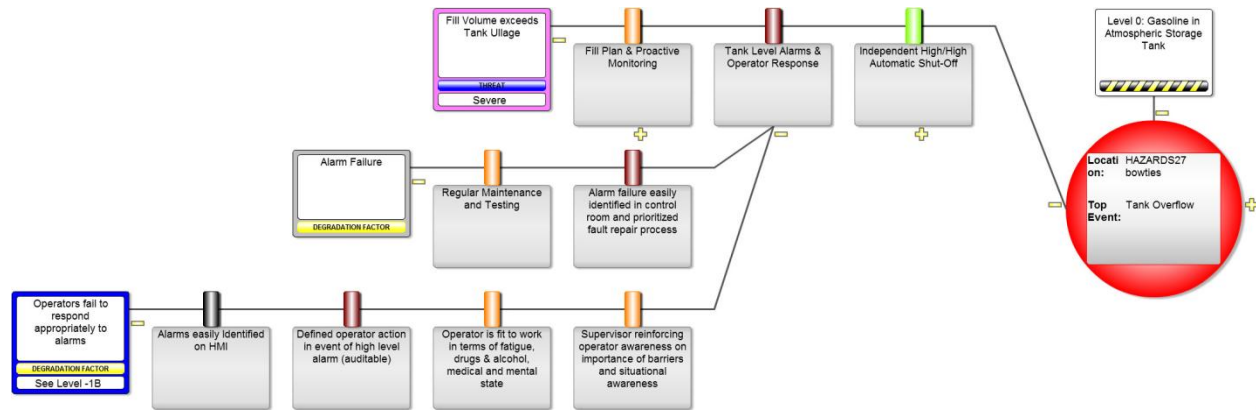 Fill Volume exceeds
Tank Ullage
THREAT
Severe
Fill Plan & Proactive
Monitoring
Tank Level Alarms &
Operator Response
Independent High/High
Automatic Shut-Off
Level 0: Gasoline in
Atmospheric Storage
Tank
Locati
on:
HAZARDS27
bowties
Top
Event:
Tank Overflow
Alarm Failure
DEGRADATION FACTOR
Regular Maintenance
and Testing
Alarm failure easily
identified in control
room and prioritized
fault repair process
Operators fail to
respond
appropriately to
alarms
DEGRADATION FACTOR
See Level -1B
Alarms easily Identified
on HMI
Defined operator action
in event of high level
alarm (auditable)
Operator is fit to work
in terms of fatigue,
drugs & alcohol,
medical and mental
state
Supervisor reinforcing
operator awareness on
importance of barriers
and situational
awareness